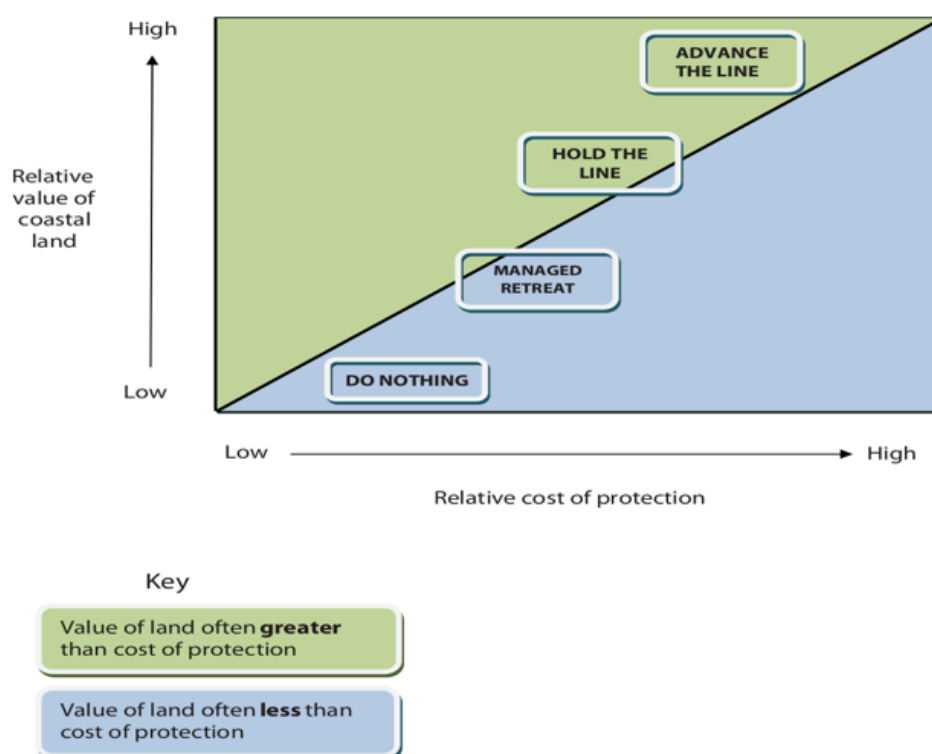 High
ADVANCE
THE LINE
HOLD THE
LINE
Relative
value of
coastal
land
MANAGED
RETREAT
DO NOTHING
Low
Low
High
Relative cost of protection
Key
Value of land often greater
than cost of protection
Value of land often less than
cost of protection